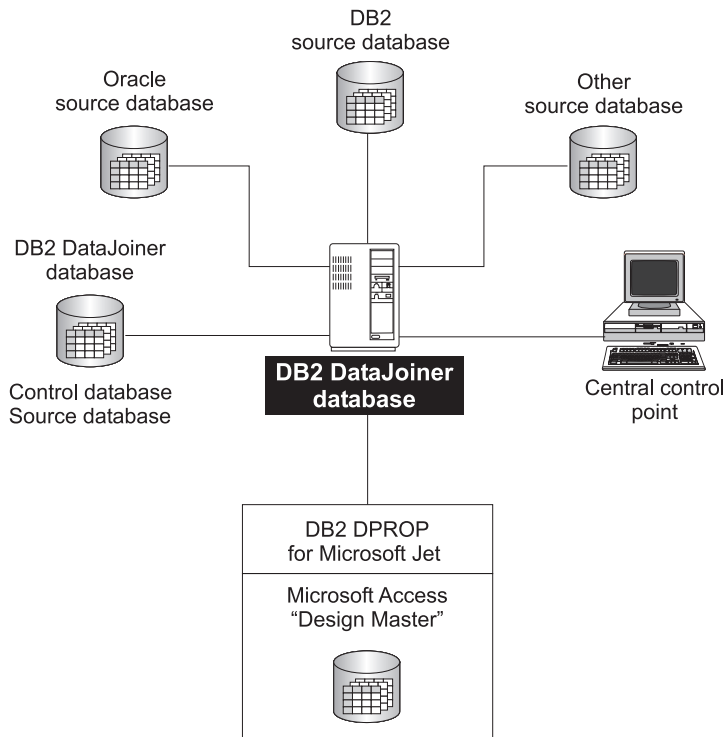 DB2
source database
Oracle
source database
Other
source database
DB2 DataJoiner
database
Control database
Source database
DB2 DataJoiner
database
Central control
point
DB2 DPROP
for Microsoft Jet
Microsoft Access
“Design Master”